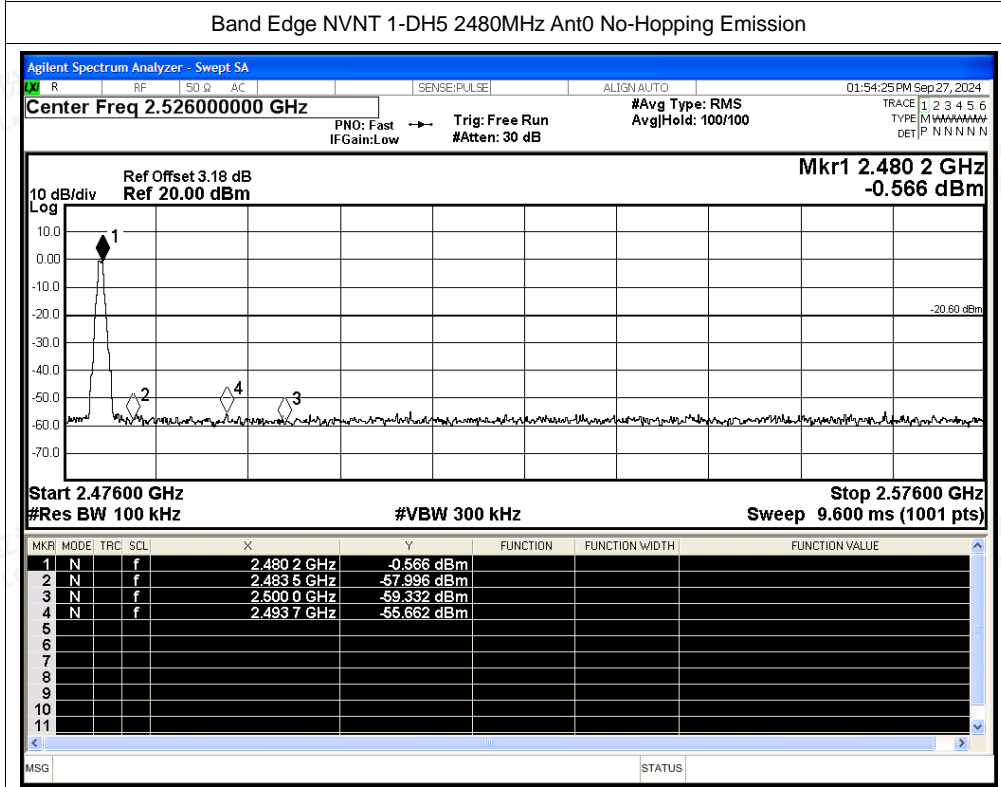 Band Edge NVNT 1-DH5 2480MHz Ant0 No-Hopping Emission
Agilent Spectrum Analyzer - Swept SA
LXI R RF 50 Ω AC SENSE:PULSE ALIGN AUTO 01:54:25 PM Sep 27, 2024
Center Freq 2.526000000 GHz
PNO: Fast
IFGain:Low
Trig: Free Run
#Atten: 30 dB
#Avg Type: RMS
Avg|Hold: 100/100
TRACE 1 2 3 4 5 6
TYPE M
DET P N N N N N
Mkr1 2.480 2 GHz
-0.566 dBm
Ref Offset 3.18 dB
10 dB/div Ref 20.00 dBm
Log
10.0
0.00
-10.0
-20.0
-30.0
-40.0
-50.0
-60.0
-70.0
1
2
4
3
-20.60 dBm
Start 2.47600 GHz Stop 2.57600 GHz
#Res BW 100 kHz #VBW 300 kHz Sweep 9.600 ms (1001 pts)
MKR MODE TRC SCL X Y FUNCTION FUNCTION WIDTH FUNCTION VALUE
1 N f 2.480 2 GHz -0.566 dBm
2 N f 2.483 5 GHz -57.996 dBm
3 N f 2.500 0 GHz -59.332 dBm
4 N f 2.493 7 GHz -55.662 dBm
5
6
7
8
9
10
11
MSG STATUS